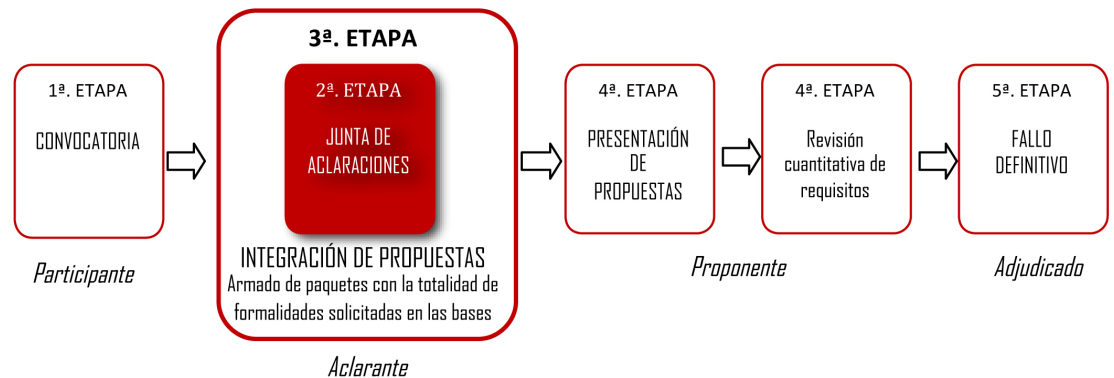 1ª. ETAPA
CONVOCATORIA
Participante
3ª. ETAPA
2ª. ETAPA
JUNTA DE
ACLARACIONES
INTEGRACIÓN DE PROPUESTAS
Armado de paquetes con la totalidad de
formalidades solicitadas en las bases
Aclarante
4ª. ETAPA
PRESENTACIÓN
DE
PROPUESTAS
4ª. ETAPA
Revisión
cuantitativa de
requisitos
Proponente
5ª. ETAPA
FALLO
DEFINITIVO
Adjudicado